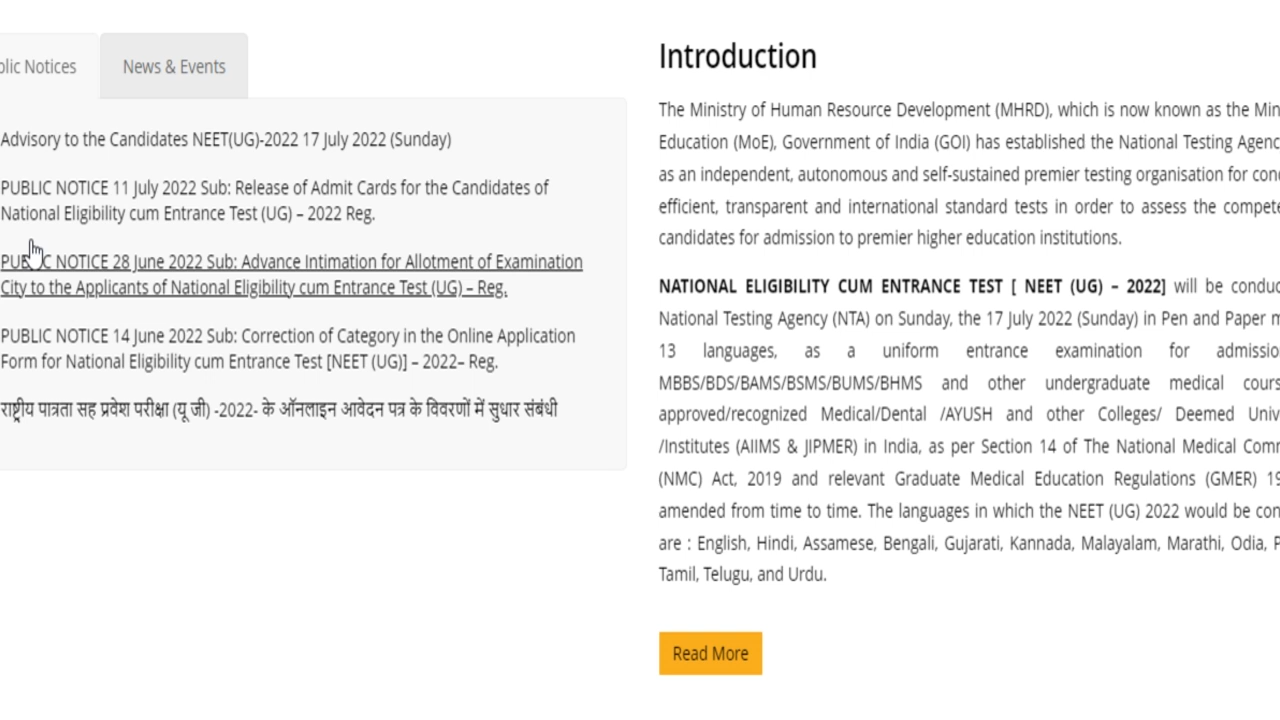 Notices
News & Events
Advisory to the Candidates NEET(UG)-2022 17 July 2022 (Sunday)
PUBLIC NOTICE 11 July 2022 Sub: Release of Admit Cards for the Candidates of
National Eligibility cum Entrance Test (UG) – 2022 Reg.
PUBLIC NOTICE 28 June 2022 Sub: Advance Intimation for Allotment of Examination
City to the Applicants of National Eligibility cum Entrance Test (UG) – Reg.
PUBLIC NOTICE 14 June 2022 Sub: Correction of Category in the Online Application
Form for National Eligibility cum Entrance Test [NEET (UG)] – 2022– Reg.
राष्ट्रीय पात्रता सह प्रवेश परीक्षा (यू जी) -2022- के ऑनलाइन आवेदन पत्र के विवरणों में सुधार संबंधी
Introduction
The Ministry of Human Resource Development (MHRD), which is now known as the
Education (MoE), Government of India (GOI) has established the National Testing
as an independent, autonomous and self-sustained premier testing organisation for
efficient, transparent and international standard tests in order to assess the
candidates for admission to premier higher education institutions.
NATIONAL ELIGIBILITY CUM ENTRANCE TEST [ NEET (UG) – 2022] will be
National Testing Agency (NTA) on Sunday, the 17 July 2022 (Sunday) in Pen and Paper
13 languages, as a uniform entrance examination for
MBBS/BDS/BAMS/BSMS/BUMS/BHMS and other undergraduate medical
approved/recognized Medical/Dental /AYUSH and other Colleges/ Deemed
/Institutes (AIIMS & JIPMER) in India, as per Section 14 of The National Medical
(NMC) Act, 2019 and relevant Graduate Medical Education Regulations (GMER)
amended from time to time. The languages in which the NEET (UG) 2022 would be
are : English, Hindi, Assamese, Bengali, Gujarati, Kannada, Malayalam, Marathi, Odia,
Tamil, Telugu, and Urdu.
Read More